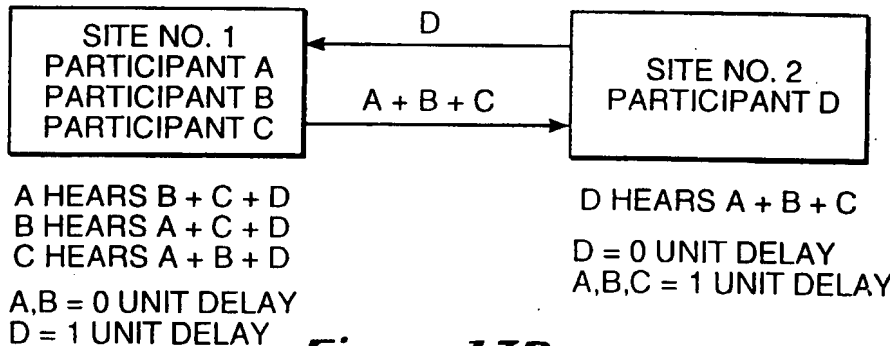 SITE NO. 1
PARTICIPANT A
PARTICIPANT B
PARTICIPANT C
D
A + B + C
SITE NO. 2
PARTICIPANT D
A HEARS B + C + D
B HEARS A + C + D
C HEARS A + B + D
A,B = 0 UNIT DELAY
D = 1 UNIT DELAY
D HEARS A + B + C
D = 0 UNIT DELAY
A,B,C = 1 UNIT DELAY